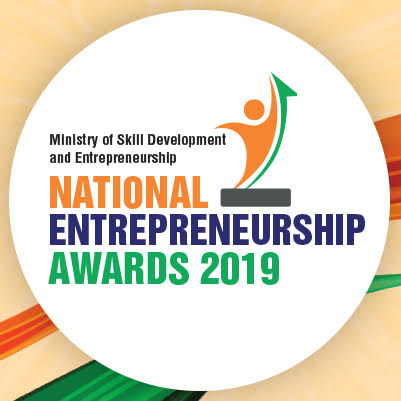 Ministry of Skill Development
and Entrepreneurship
NATIONAL
ENTREPRENEURSHIP
AWARDS 2019